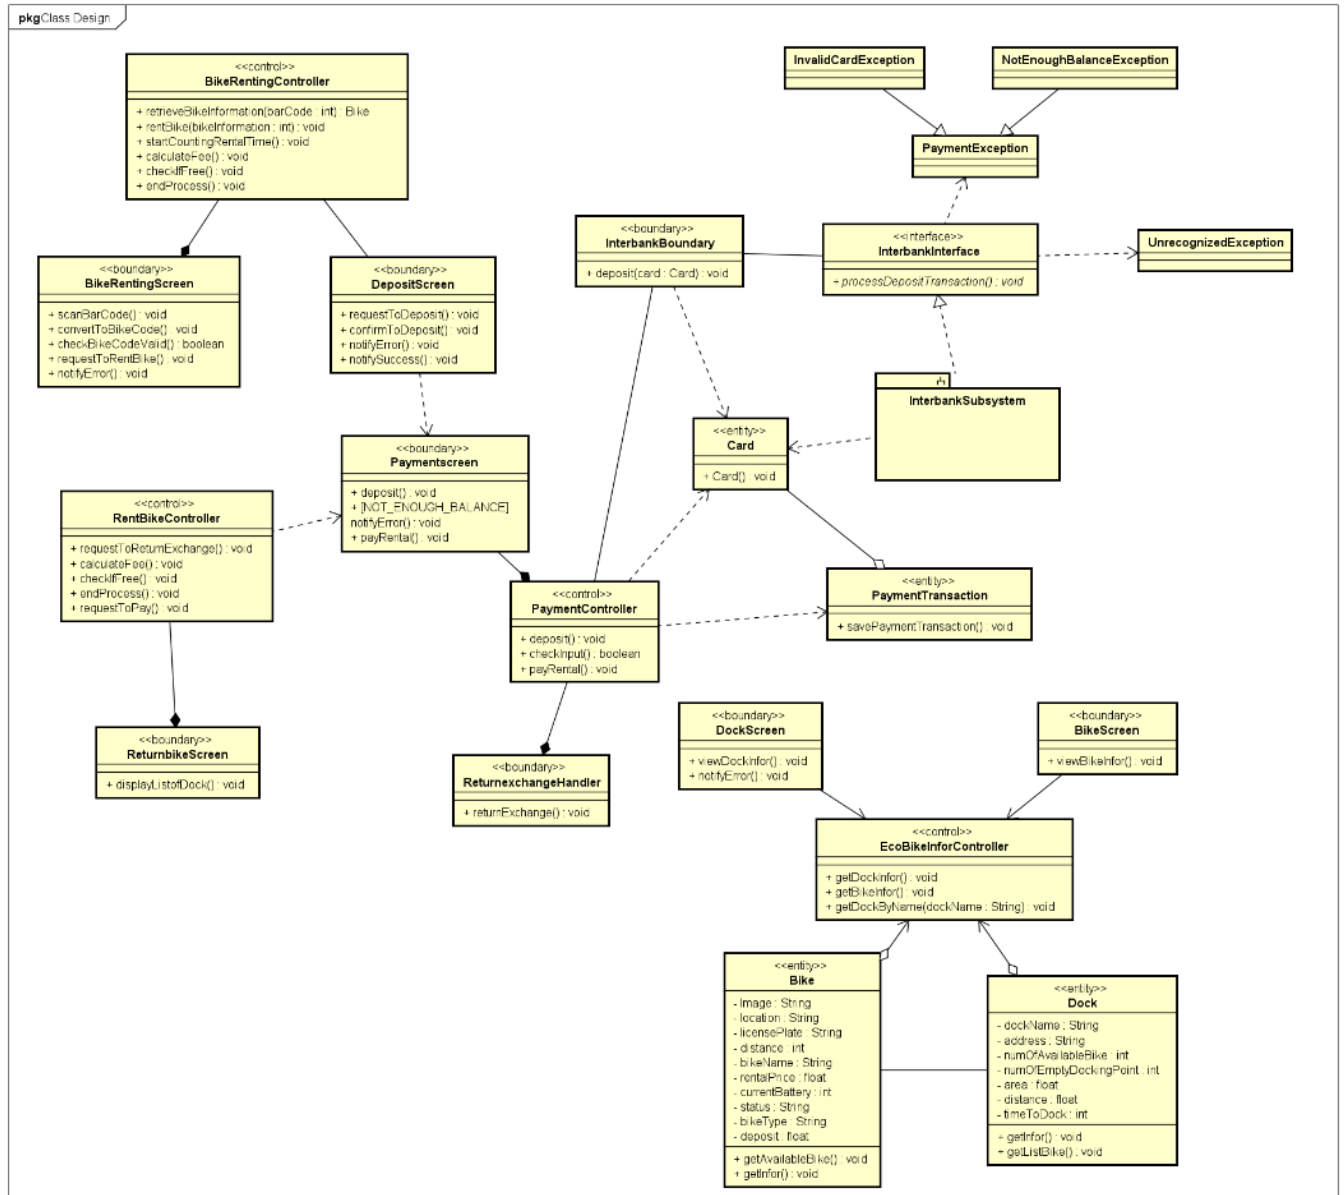 pkg Class Design
<<control>>
BikeRentingController
+ retrieveBikeInformation(barCode : int) : Bike
+ rentBike(bikeInformation : int) : void
+ startCountingRentalTime() : void
+ calculateFee() : void
+ checkIfFree() : void
+ endProcess() : void
InvalidCardException
NotEnoughBalanceException
PaymentException
<<boundary>>
InterbankBoundary
+ deposit(card : Card) : void
<<interface>>
InterbankInterface
+ processDepositTransaction() : void
UnrecognizedException
<<boundary>>
BikeRentingScreen
+ scanBarCode() : void
+ convertToBikeCode() : void
+ checkBikeCodeValid() : boolean
+ requestToRentBike() : void
+ notifyError() : void
<<boundary>>
DepositScreen
+ requestToDeposit() : void
+ confirmToDeposit() : void
+ notifyError() : void
+ notifySuccess() : void
InterbankSubsystem
<<entity>>
Card
+ Card() : void
<<boundary>>
Paymentscreen
+ deposit() : void
+ [NOT_ENOUGH_BALANCE]
notifyError() : void
+ payRental() : void
<<control>>
RentBikeController
+ requestToReturnExchange() : void
+ calculateFee() : void
+ checkIfFree() : void
+ endProcess() : void
+ requestToPay() : void
<<control>>
PaymentController
+ deposit() : void
+ checkInput() : boolean
+ payRental() : void
<<entity>>
PaymentTransaction
+ savePaymentTransaction() : void
<<boundary>>
ReturnbikeScreen
+ displayListofDock() : void
<<boundary>>
ReturnexchangeHandler
+ returnExchange() : void
<<boundary>>
DockScreen
+ viewDockInfor() : void
+ notifyError() : void
<<boundary>>
BikeScreen
+ viewBikeInfor() : void
<<control>>
EcoBikeInforController
+ getDockInfor() : void
+ getBikeInfor() : void
+ getDockByName(dockName : String) : void
<<entity>>
Bike
- Image : String
- location : String
- licensePlate : String
- distance : int
- bikeName : String
- rentalPrice : float
- currentBattery : int
- status : String
- bikeType : String
- deposit : float
+ getAvailableBike() : void
+ getInfor() : void
<<entity>>
Dock
- dockName : String
- address : String
- numOfAvailableBike : int
- numOfEmptyDockingPoint : int
- area : float
- distance : float
- timeToDock : int
+ getInfor() : void
+ getListBike() : void